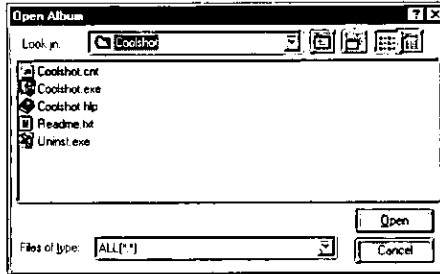 Open Album
Look in: Coolshot
Coolshot.cnt
Coolshot.exe
Coolshot.hlp
Readme.txt
Uninst.exe
Open
Files of type: ALL(*.*)
Cancel